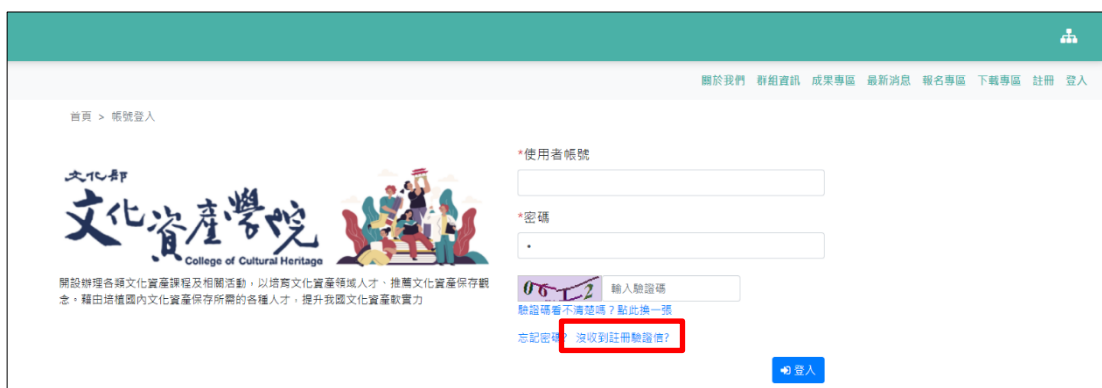 關於我們 群組資訊 成果專區 最新消息 報名專區 下載專區 註冊 登入
首頁 > 帳號登入
文化部
文化資產學院
College of Cultural Heritage
開設辦理各類文化資產課程及相關活動，以培育文化資產領域人才、推薦文化資產保存觀
念。藉由培植國內文化資產保存所需的各種人才，提升我國文化資產軟實力
*使用者帳號
*密碼
輸入驗證碼
驗證碼看不清楚嗎？點此換一張
忘記密碼? 沒收到註冊驗證信?
登入